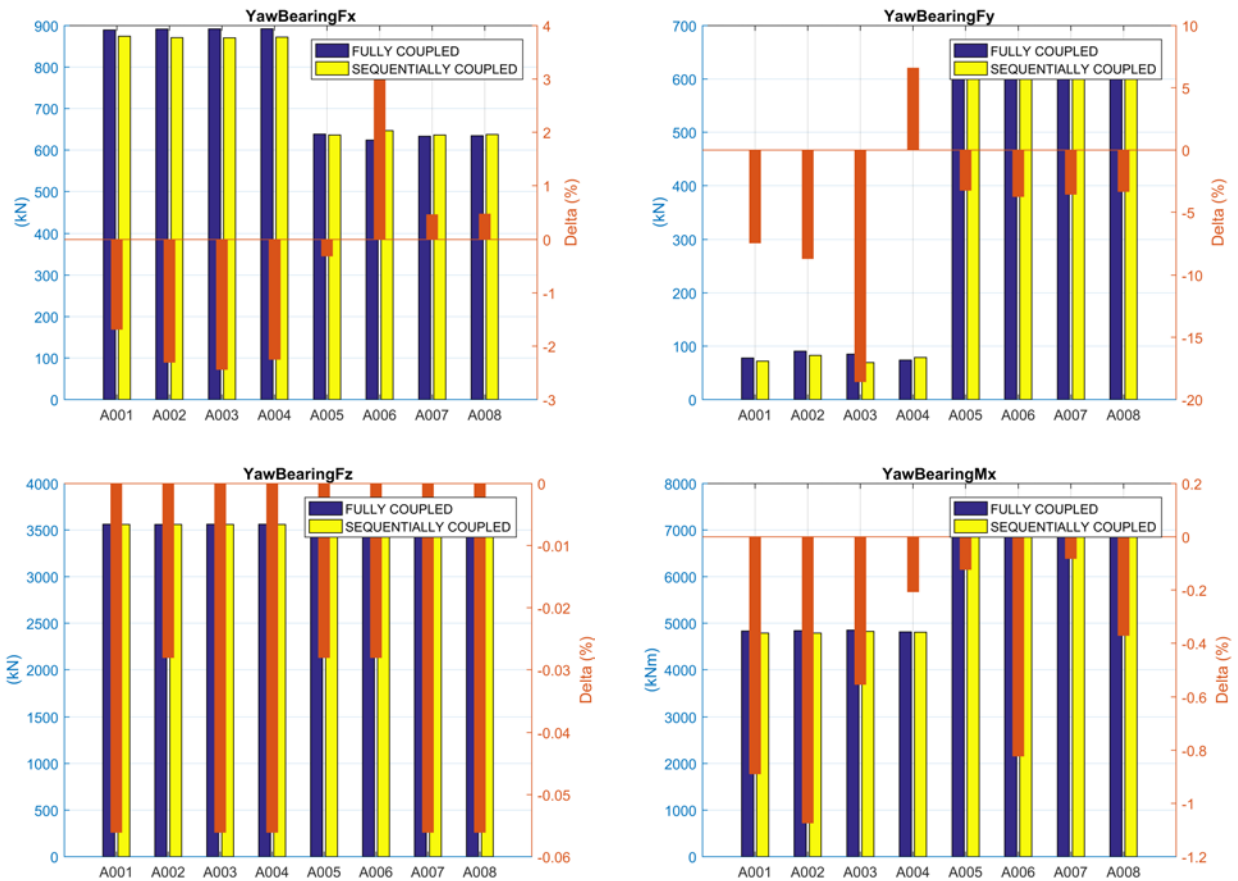 YawBearingFx
900
800
700
600
500
400
300
200
100
0
(kN)
4
3
2
1
0
-1
-2
-3
Delta (%)
FULLY COUPLED
SEQUENTIALLY COUPLED
A001 A002 A003 A004 A005 A006 A007 A008
YawBearingFy
700
600
500
400
300
200
100
0
(kN)
10
5
0
-5
-10
-15
-20
Delta (%)
FULLY COUPLED
SEQUENTIALLY COUPLED
A001 A002 A003 A004 A005 A006 A007 A008
YawBearingFz
4000
3500
3000
2500
2000
1500
1000
500
0
(kN)
0
-0.01
-0.02
-0.03
-0.04
-0.05
-0.06
Delta (%)
FULLY COUPLED
SEQUENTIALLY COUPLED
A001 A002 A003 A004 A005 A006 A007 A008
YawBearingMx
8000
7000
6000
5000
4000
3000
2000
1000
0
(kNm)
0.2
0
-0.2
-0.4
-0.6
-0.8
-1
-1.2
Delta (%)
FULLY COUPLED
SEQUENTIALLY COUPLED
A001 A002 A003 A004 A005 A006 A007 A008